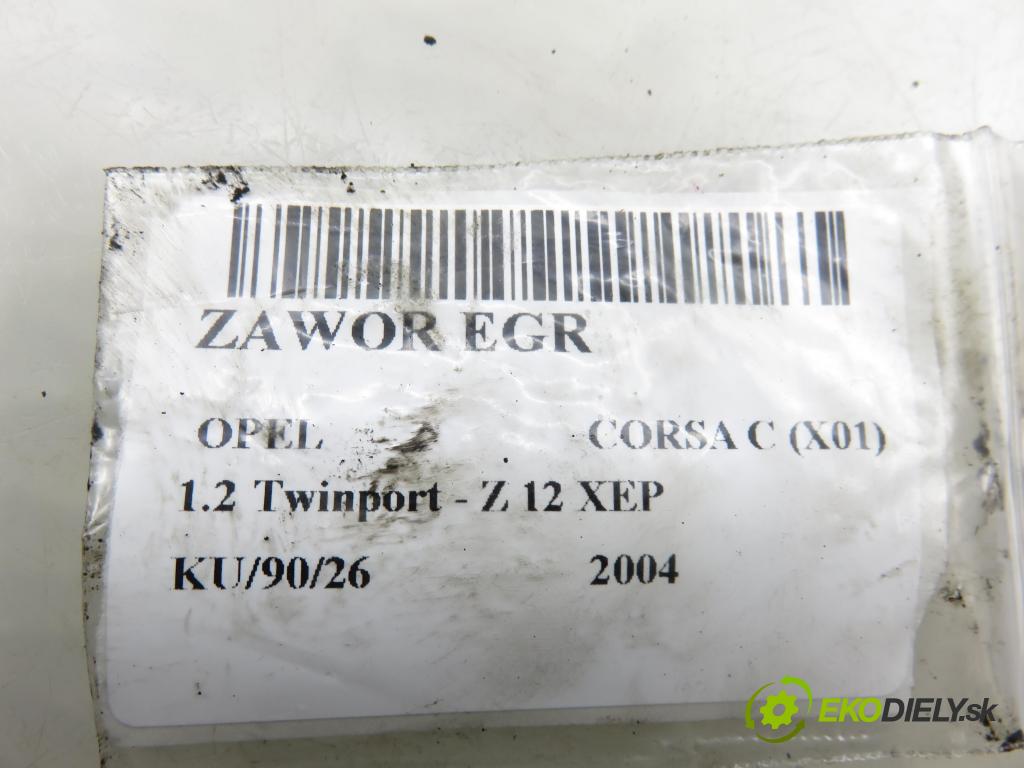 ZAWOR EGR
OPEL CORSA C (X01)
1.2 Twinport - Z 12 XEP
KU/90/26 2004
EKODIELY.sk